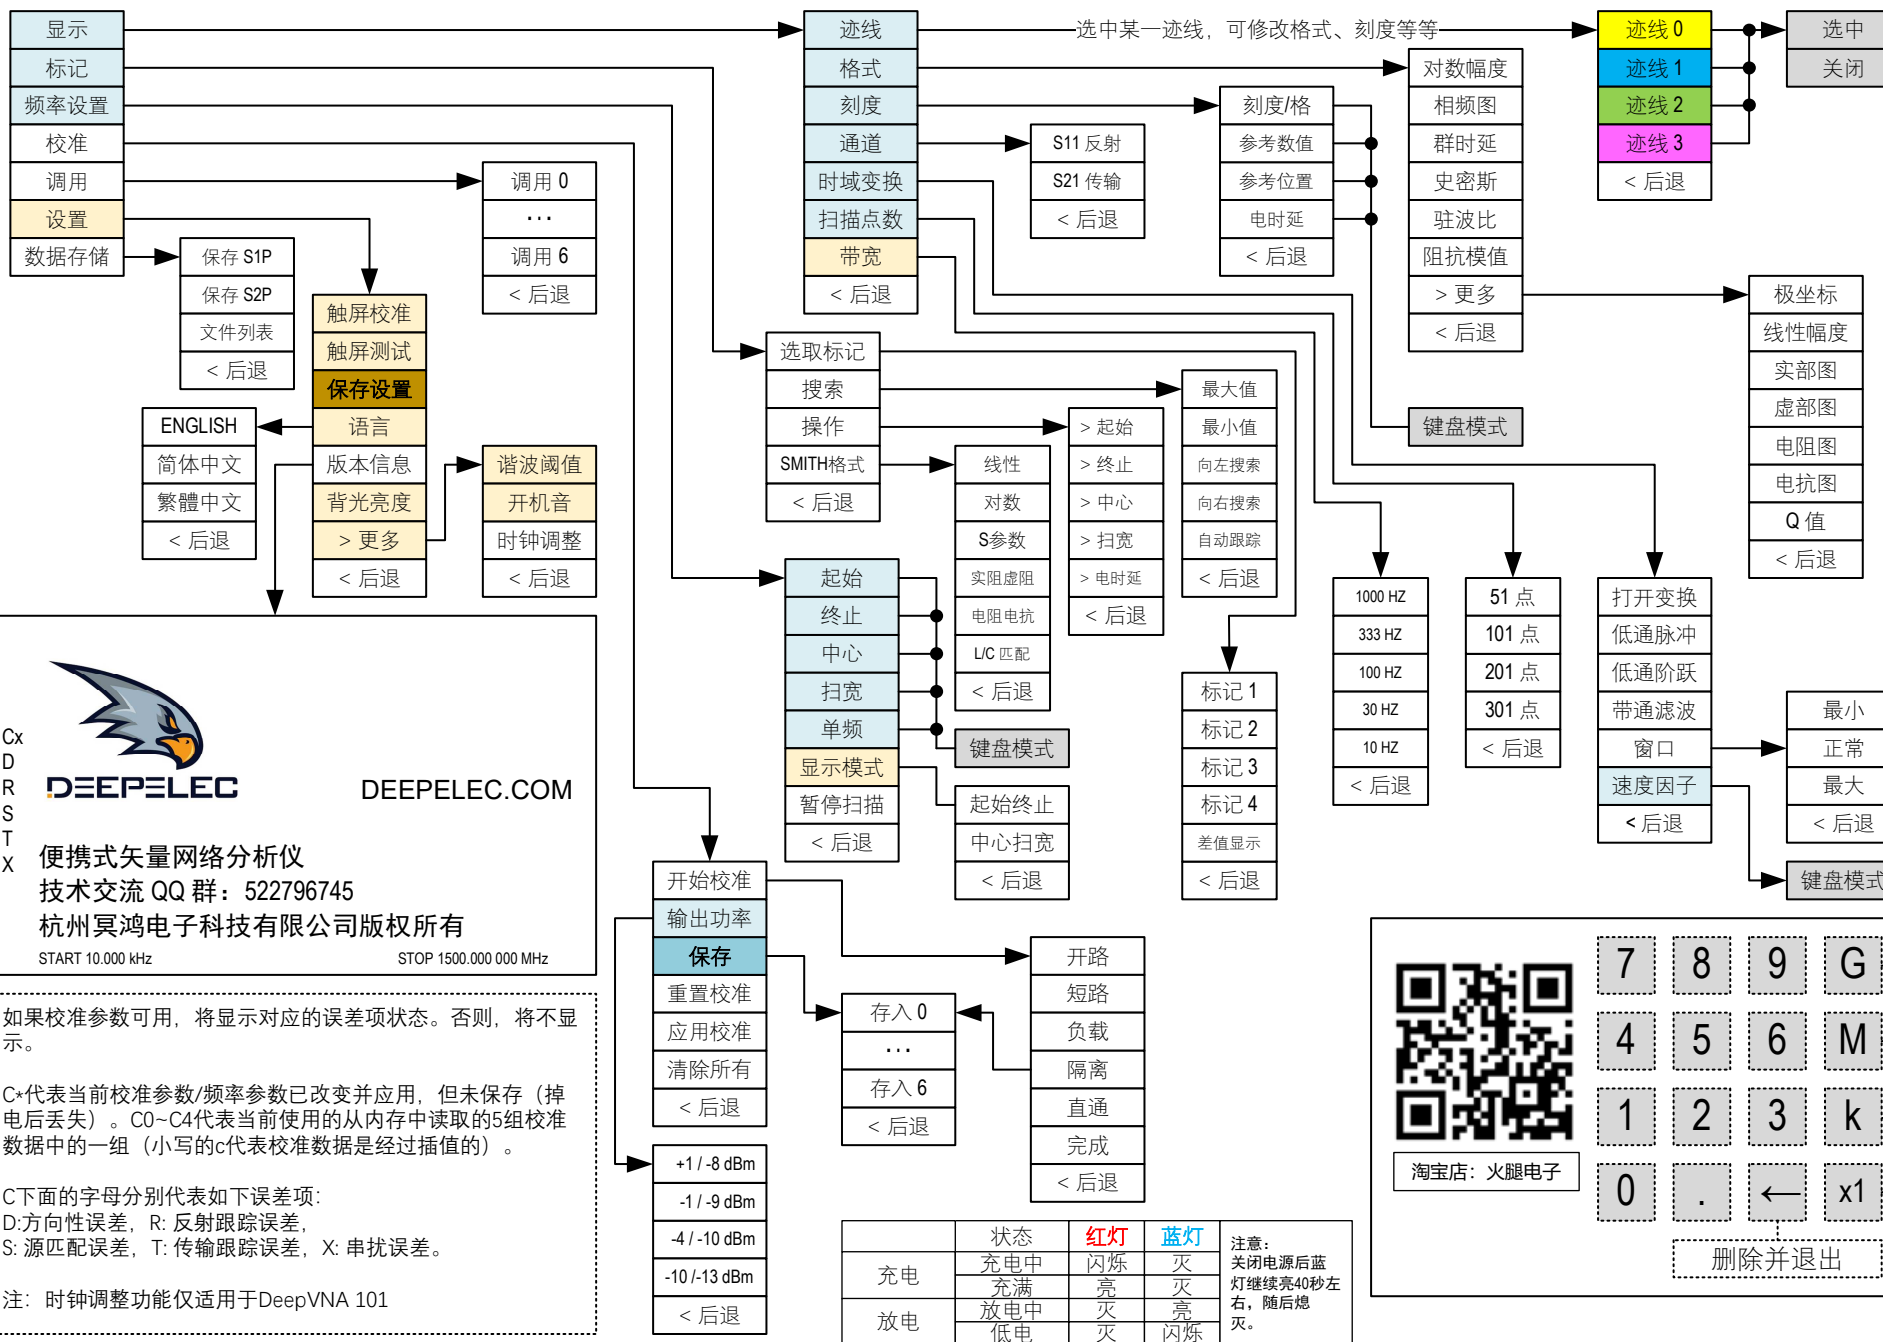 显示
标记
频率设置
校准
调用
设置
数据存储
保存 S1P
保存 S2P
文件列表
< 后退
调用 0
...
调用 6
< 后退
触屏校准
触屏测试
保存设置
语言
版本信息
背光亮度
> 更多
< 后退
ENGLISH
简体中文
繁體中文
< 后退
谐波阈值
开机音
时钟调整
< 后退
迹线
格式
刻度
通道
时域变换
扫描点数
带宽
< 后退
选中某一迹线，可修改格式、刻度等等
迹线 0
迹线 1
迹线 2
迹线 3
< 后退
选中
关闭
对数幅度
相频图
群时延
史密斯
驻波比
阻抗模值
> 更多
< 后退
刻度/格
参考数值
参考位置
电时延
< 后退
S11 反射
S21 传输
< 后退
键盘模式
极坐标
线性幅度
实部图
虚部图
电阻图
电抗图
Q 值
< 后退
选取标记
搜索
操作
SMITH格式
< 后退
最大值
最小值
向左搜索
向右搜索
自动跟踪
< 后退
> 起始
> 终止
> 中心
> 扫宽
> 电时延
< 后退
线性
对数
S参数
实阻虚阻
电阻电抗
L/C 匹配
< 后退
起始
终止
中心
扫宽
单频
显示模式
暂停扫描
< 后退
键盘模式
起始终止
中心扫宽
< 后退
标记 1
标记 2
标记 3
标记 4
差值显示
< 后退
1000 HZ
333 HZ
100 HZ
30 HZ
10 HZ
< 后退
51 点
101 点
201 点
301 点
< 后退
打开变换
低通脉冲
低通阶跃
带通滤波
窗口
速度因子
< 后退
最小
正常
最大
< 后退
键盘模式
Cx
D
R
S
T
X
DEEPELEC
DEEPELEC.COM
便携式矢量网络分析仪
技术交流 QQ 群：522796745
杭州冥鸿电子科技有限公司版权所有
START 10.000 kHz
STOP 1500.000 000 MHz
开始校准
输出功率
保存
重置校准
应用校准
清除所有
< 后退
+1 / -8 dBm
-1 / -9 dBm
-4 / -10 dBm
-10 /-13 dBm
< 后退
存入 0
...
存入 6
< 后退
开路
短路
负载
隔离
直通
完成
< 后退
如果校准参数可用，将显示对应的误差项状态。否则，将不显
示。
C*代表当前校准参数/频率参数已改变并应用，但未保存（掉
电后丢失）。C0~C4代表当前使用的从内存中读取的5组校准
数据中的一组（小写的c代表校准数据是经过插值的）。
C下面的字母分别代表如下误差项:
D:方向性误差，R: 反射跟踪误差，
S: 源匹配误差，T: 传输跟踪误差，X: 串扰误差。
注：时钟调整功能仅适用于DeepVNA 101
状态 红灯 蓝灯
充电 充电中 闪烁 灭
充满 亮 灭
放电 放电中 灭 亮
低电 灭 闪烁
注意：
关闭电源后蓝
灯继续亮40秒左
右，随后熄
灭。
淘宝店：火腿电子
7 8 9 G
4 5 6 M
1 2 3 k
0 . ← x1
删除并退出